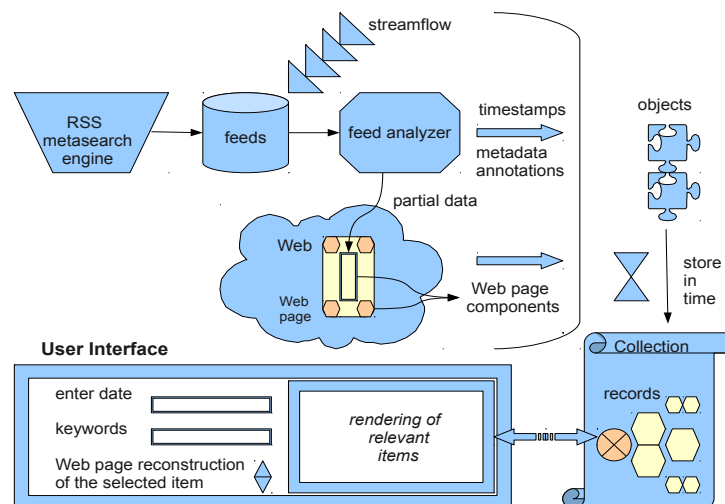 streamflow
RSS
metasearch
engine
feeds
feed analyzer
timestamps
metadata
annotations
objects
partial data
Web
Web
page
Web page
components
store
in
time
User Interface
Collection
enter date
keywords
Web page reconstruction
of the selected item
rendering of
relevant
items
records